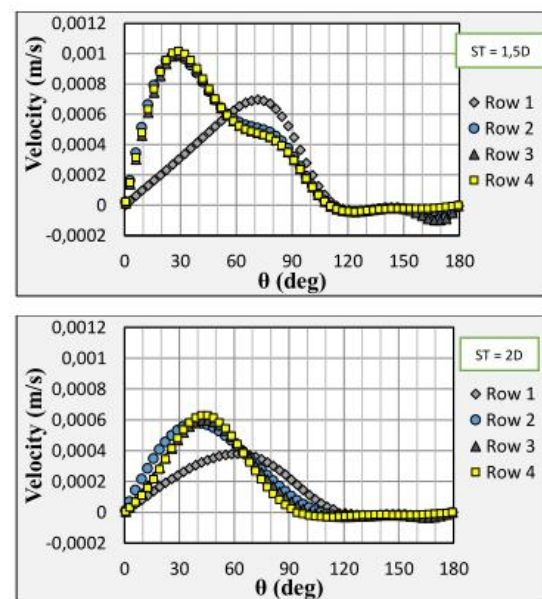 0,0012
0,001
0,0008
0,0006
0,0004
0,0002
0
-0,0002
Velocity (m/s)
0 30 60 90 120 150 180
θ (deg)
ST = 1,5D
Row 1
Row 2
Row 3
Row 4
0,0012
0,001
0,0008
0,0006
0,0004
0,0002
0
-0,0002
Velocity (m/s)
0 30 60 90 120 150 180
θ (deg)
ST = 2D
Row 1
Row 2
Row 3
Row 4